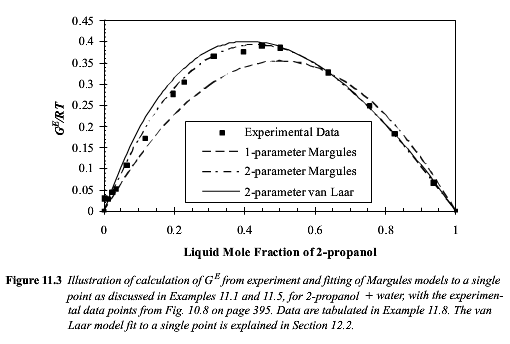 0.45
0.4
0.35
0.3
0.25
0.2
0.15
0.1
0.05
0
G^E/RT
Experimental Data
1-parameter Margules
2-parameter Margules
2-parameter van Laar
0 0.2 0.4 0.6 0.8 1
Liquid Mole Fraction of 2-propanol
Figure 11.3 Illustration of calculation of G^E from experiment and fitting of Margules models to a single
point as discussed in Examples 11.1 and 11.5, for 2-propanol + water, with the experimen-
tal data points from Fig. 10.8 on page 395. Data are tabulated in Example 11.8. The van
Laar model fit to a single point is explained in Section 12.2.